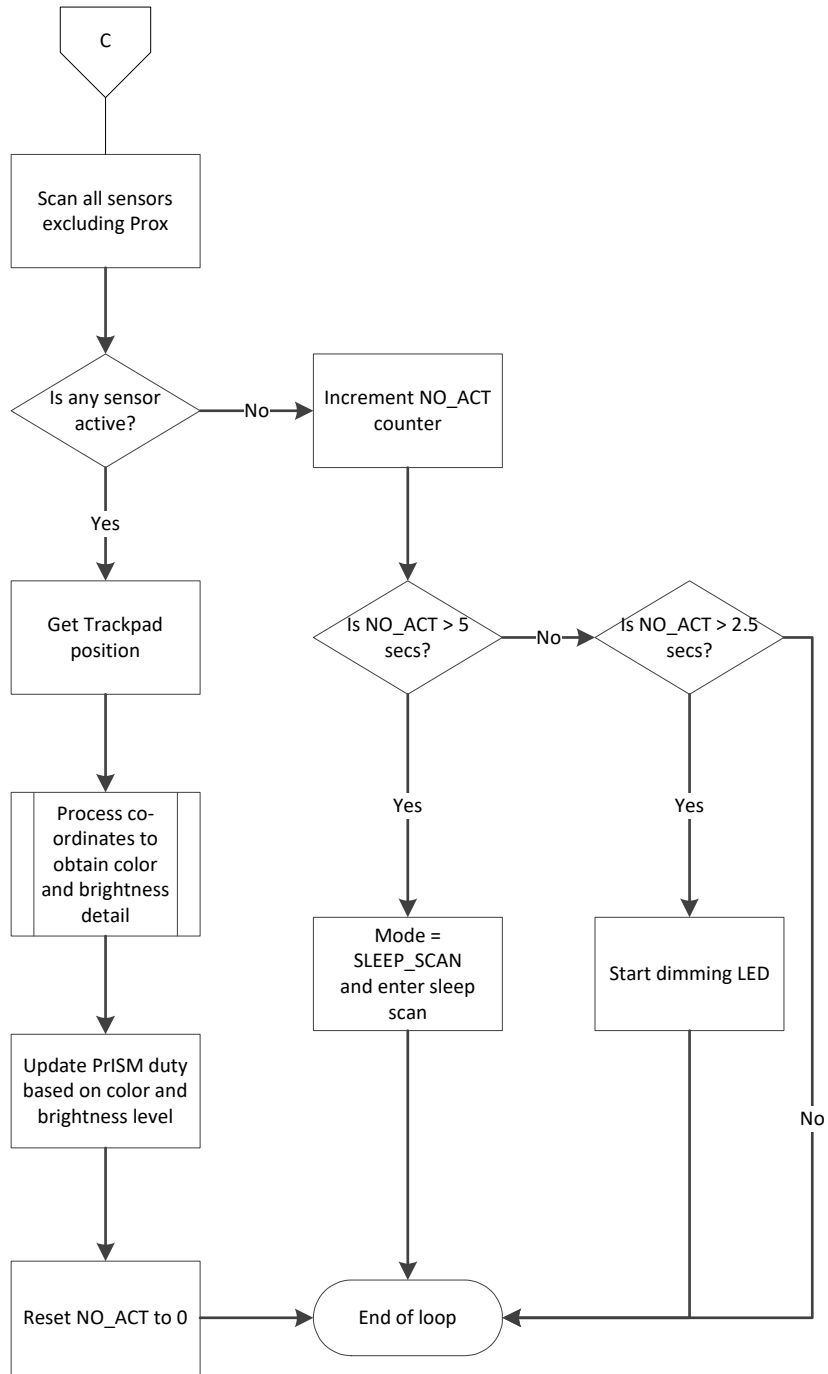 C
Scan all sensors
excluding Prox
Is any sensor
active?
No
Increment NO_ACT
counter
Yes
Get Trackpad
position
Is NO_ACT > 5
secs?
No
Is NO_ACT > 2.5
secs?
Process co-
ordinates to
obtain color
and brightness
detail
Yes
Yes
Mode =
SLEEP_SCAN
and enter sleep
scan
Start dimming LED
Update PrISM duty
based on color and
brightness level
No
Reset NO_ACT to 0
End of loop